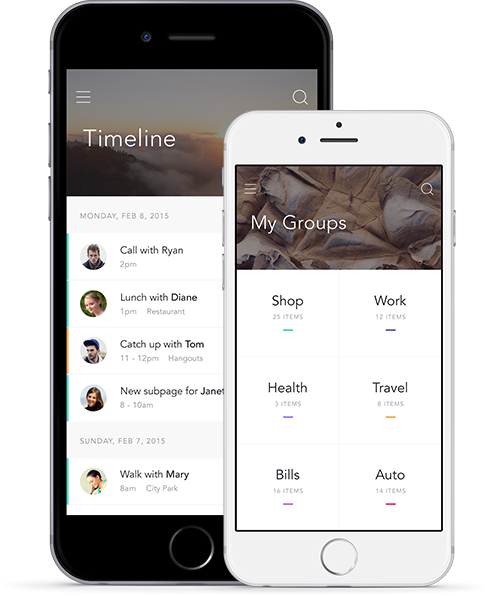 Timeline
MONDAY, FEB 8, 2015
Call with Ryan
2pm
Lunch with Diane
1pm Restaurant
Catch up with Tom
11 - 12pm Hangouts
New subpage for Janet
8 - 10am
SUNDAY, FEB 7, 2015
Walk with Mary
8am City Park
My Groups
Shop
25 ITEMS
Work
12 ITEMS
Health
3 ITEMS
Travel
8 ITEMS
Bills
16 ITEMS
Auto
14 ITEMS